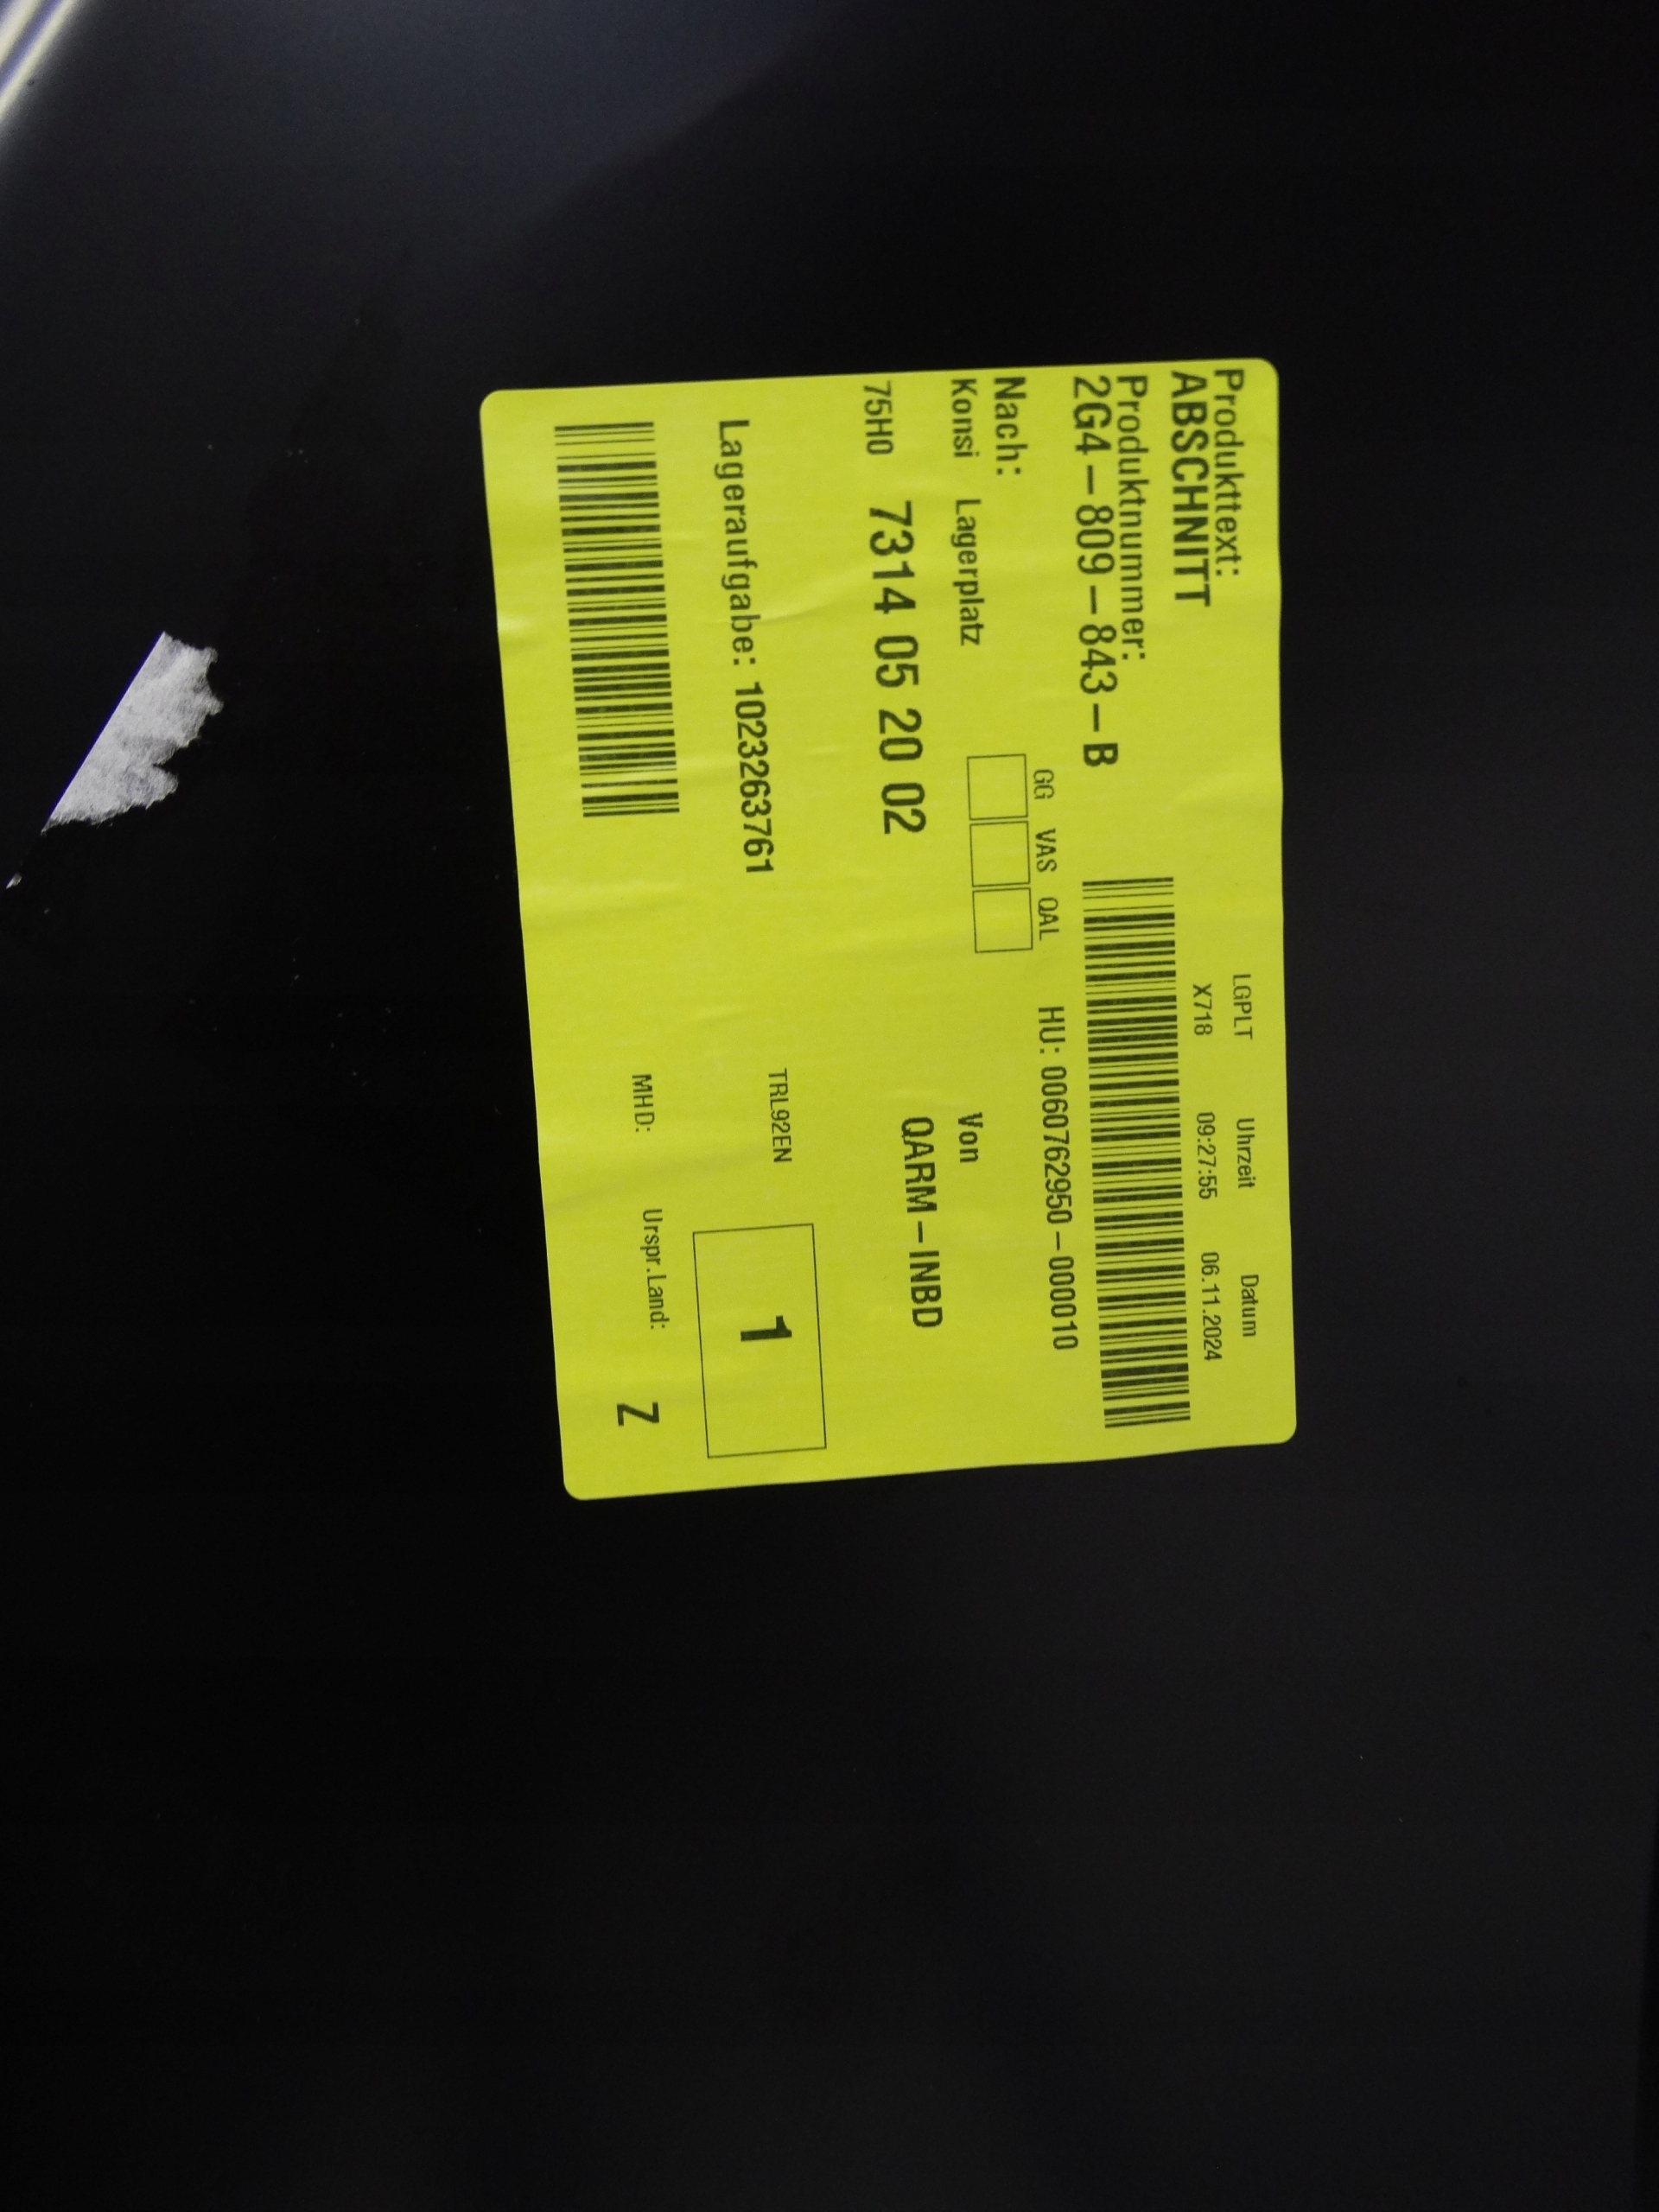 Produkttext:
ABSCHNITT
LGPLT Uhrzeit Datum
X718 09:27:55 06.11.2024
Produktnummer:
2G4-809-843-B
GG VAS QAL
HU: 0060762950-000010
Nach:
Konsi Lagerplatz
Von
75H0 7314 05 20 02
QARM-INBD
Lageraufgabe: 1023263761
TRL92EN
1
MHD: Urspr.Land: Z